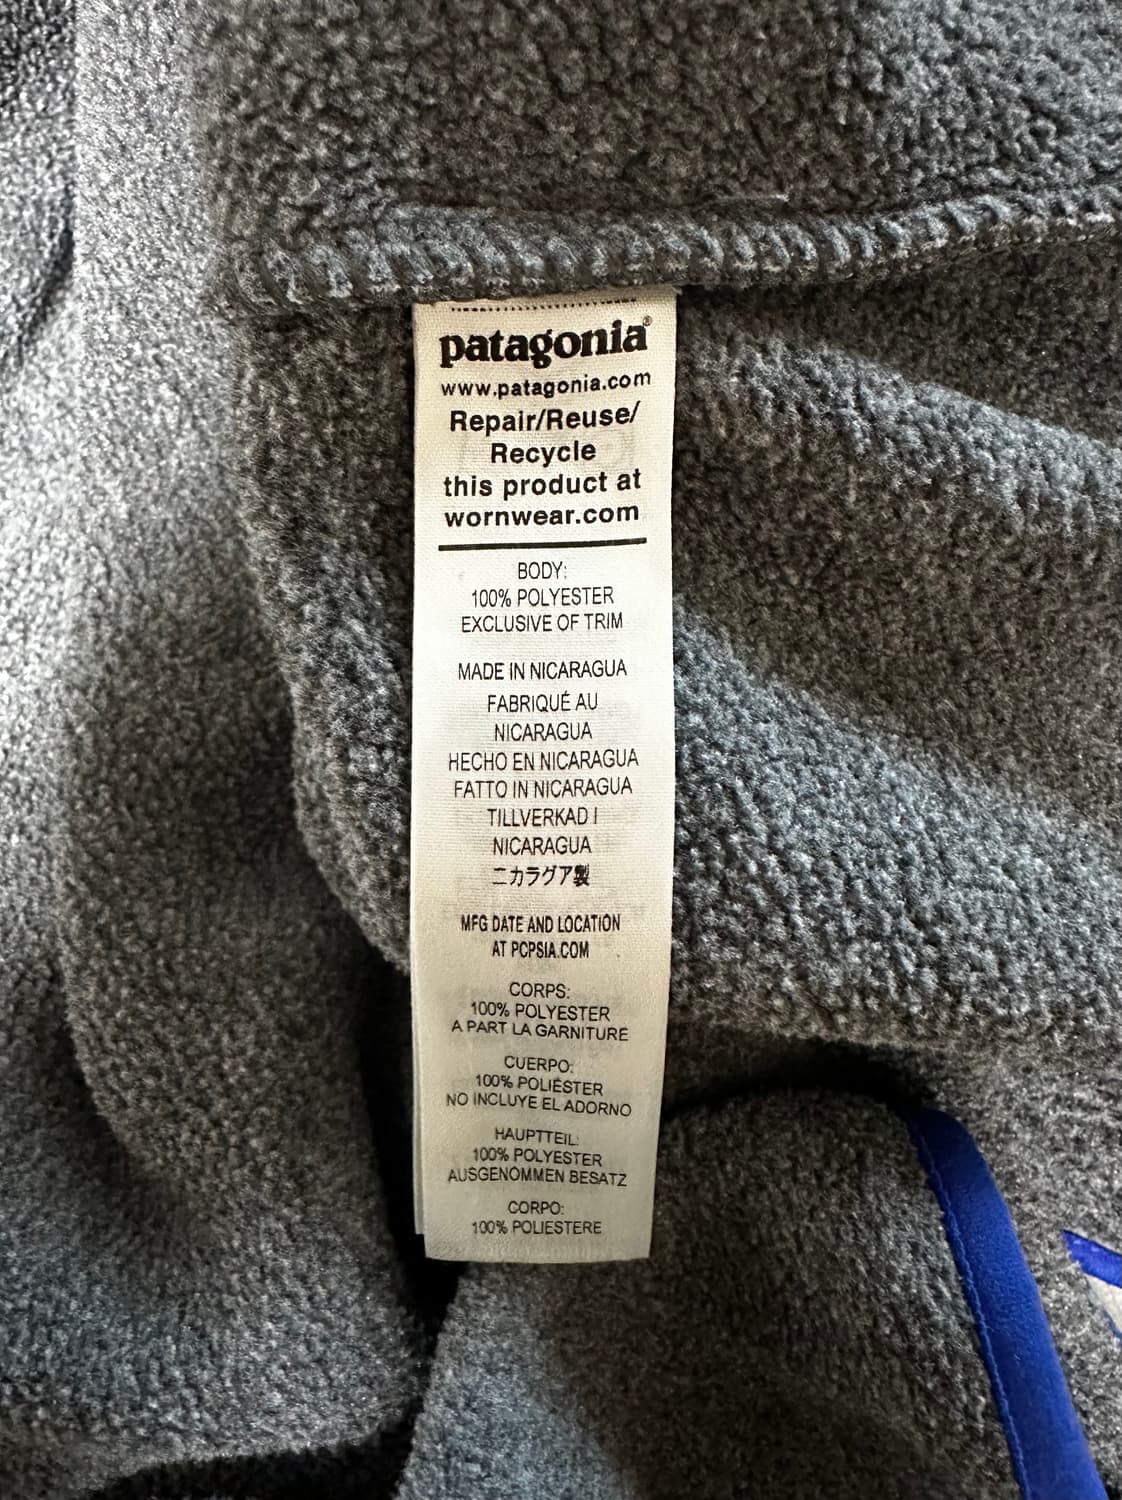 patagonia®
www.patagonia.com
Repair/Reuse/
Recycle
this product at
wornwear.com
BODY:
100% POLYESTER
EXCLUSIVE OF TRIM
MADE IN NICARAGUA
FABRIQUÉ AU
NICARAGUA
HECHO EN NICARAGUA
FATTO IN NICARAGUA
TILLVERKAD I
NICARAGUA
ニカラグア製
MFG DATE AND LOCATION
AT PCPSIA.COM
CORPS:
100% POLYESTER
A PART LA GARNITURE
CUERPO:
100% POLIÉSTER
NO INCLUYE EL ADORNO
HAUPTTEIL:
100% POLYESTER
AUSGENOMMEN BESATZ
CORPO:
100% POLIESTERE